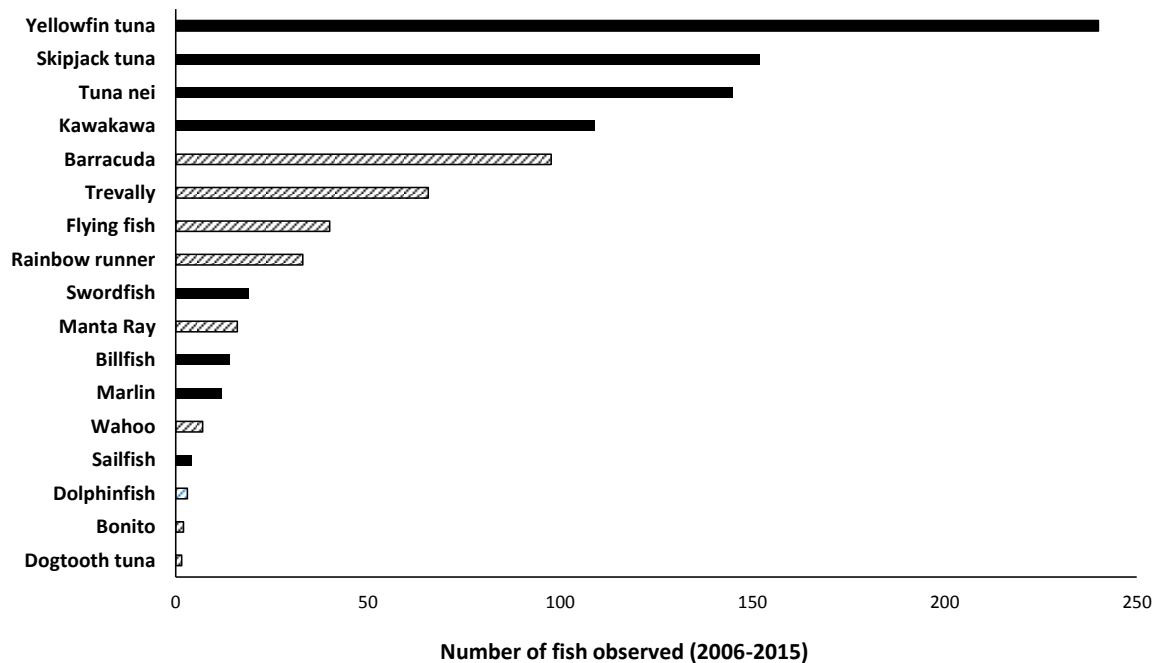 Yellowfin tuna
Skipjack tuna
Tuna nei
Kawakawa
Barracuda
Trevally
Flying fish
Rainbow runner
Swordfish
Manta Ray
Billfish
Marlin
Wahoo
Sailfish
Dolphinfish
Bonito
Dogtooth tuna
0 50 100 150 200 250
Number of fish observed (2006-2015)